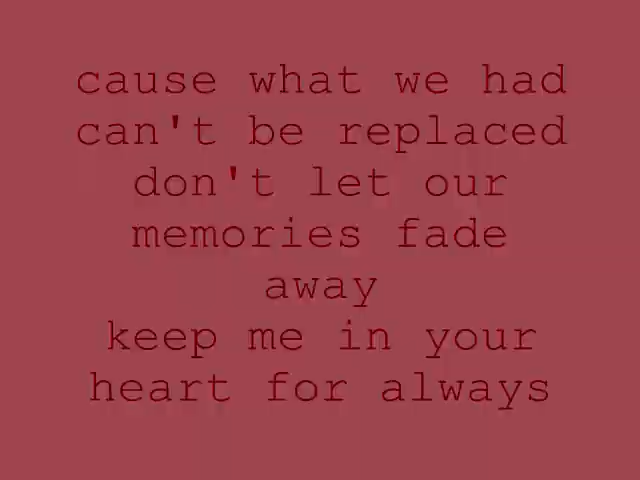 cause what we had
can't be replaced
don't let our
memories fade
away
keep me in your
heart for always